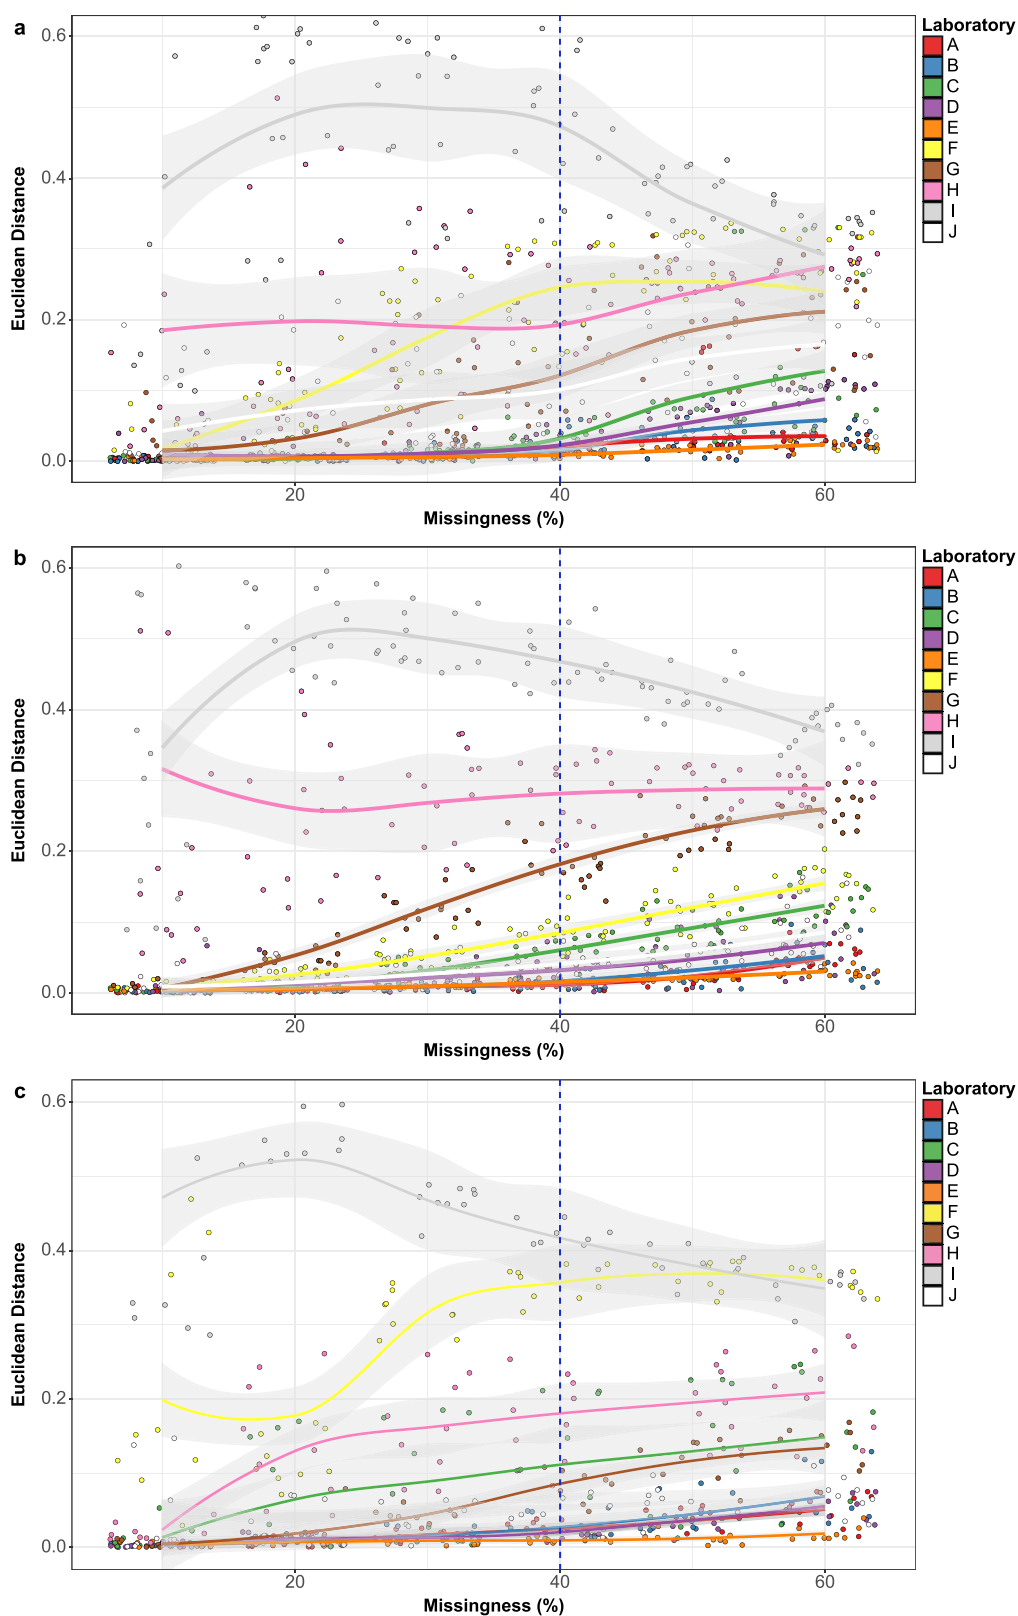 a
Laboratory
A
B
C
D
E
F
G
H
I
J
0.6
0.4
0.2
0.0
Euclidean Distance
20 40 60
Missingness (%)
b
Laboratory
A
B
C
D
E
F
G
H
I
J
0.6
0.4
0.2
0.0
Euclidean Distance
20 40 60
Missingness (%)
c
Laboratory
A
B
C
D
E
F
G
H
I
J
0.6
0.4
0.2
0.0
Euclidean Distance
20 40 60
Missingness (%)